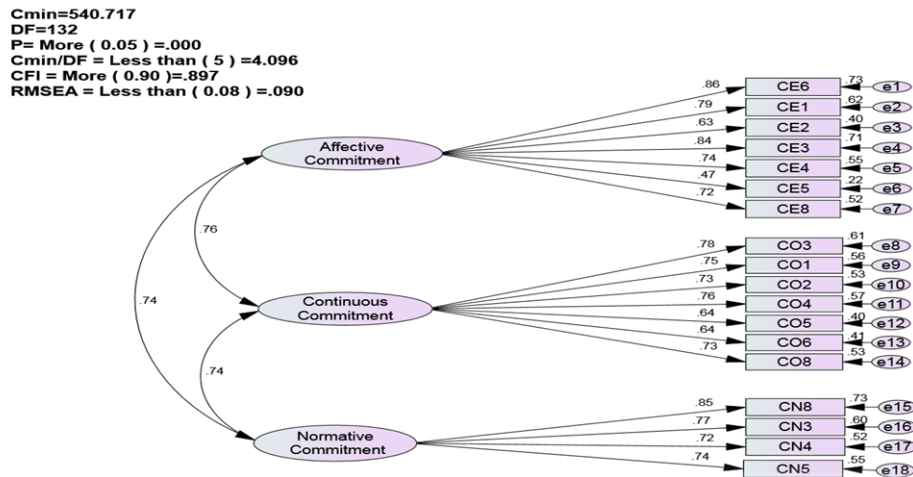 Cmin=540.717
DF=132
P= More ( 0.05 ) =.000
Cmin/DF = Less than ( 5 ) =4.096
CFI = More ( 0.90 )=.897
RMSEA = Less than ( 0.08 ) =.090
Affective
Commitment
.86 CE6 .73 e1
.79 CE1 .62 e2
.63 CE2 .40 e3
.84 CE3 .71 e4
.74 CE4 .55 e5
.47 CE5 .22 e6
.72 CE8 .52 e7
.76
.74
Continuous
Commitment
.78 CO3 .61 e8
.75 CO1 .56 e9
.73 CO2 .53 e10
.76 CO4 .57 e11
.64 CO5 .40 e12
.64 CO6 .41 e13
.73 CO8 .53 e14
.74
Normative
Commitment
.85 CN8 .73 e15
.77 CN3 .60 e16
.72 CN4 .52 e17
.74 CN5 .55 e18